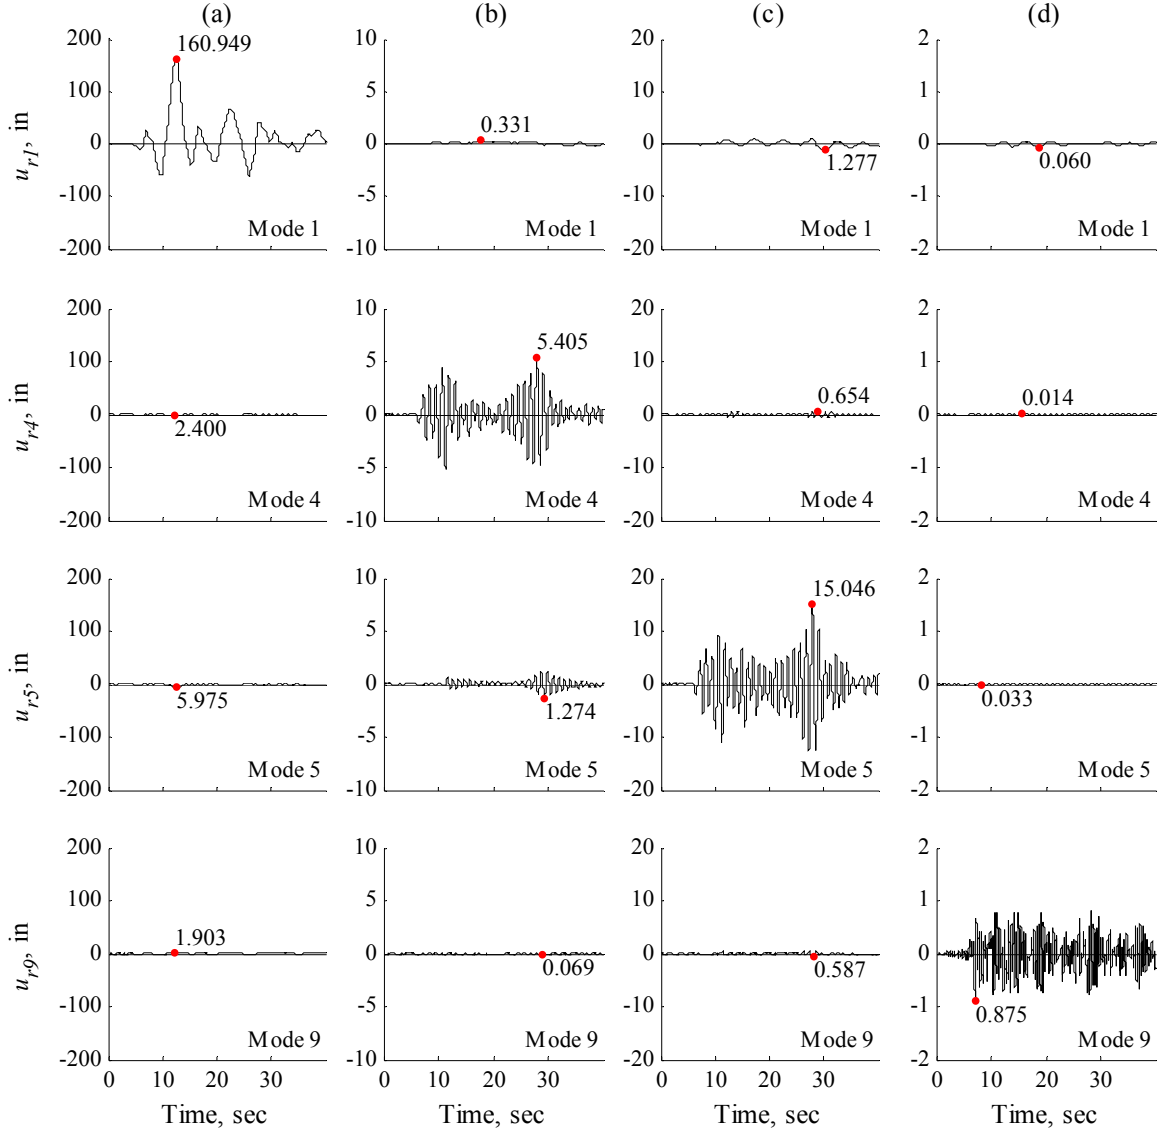 (a) (b) (c) (d)
200 10 20 2
160.949
100 5 10 1
0.331
0 0 0 0
1.277 0.060
-100 -5 -10 -1
Mode 1 Mode 1 Mode 1 Mode 1
-200 -10 -20 -2
u_r1, in
200 10 20 2
5.405
100 5 10 1
0.654 0.014
0 0 0 0
2.400
-100 -5 -10 -1
Mode 4 Mode 4 Mode 4 Mode 4
-200 -10 -20 -2
u_r4, in
200 10 20 2
15.046
100 5 10 1
0 0 0 0
5.975 1.274 0.033
-100 -5 -10 -1
Mode 5 Mode 5 Mode 5 Mode 5
-200 -10 -20 -2
u_r5, in
200 10 20 2
100 5 10 1
1.903
0 0 0 0
0.069 0.587
-100 -5 -10 -1
0.875
Mode 9 Mode 9 Mode 9 Mode 9
-200 -10 -20 -2
u_r9, in
0 10 20 30 0 10 20 30 0 10 20 30 0 10 20 30
Time, sec Time, sec Time, sec Time, sec